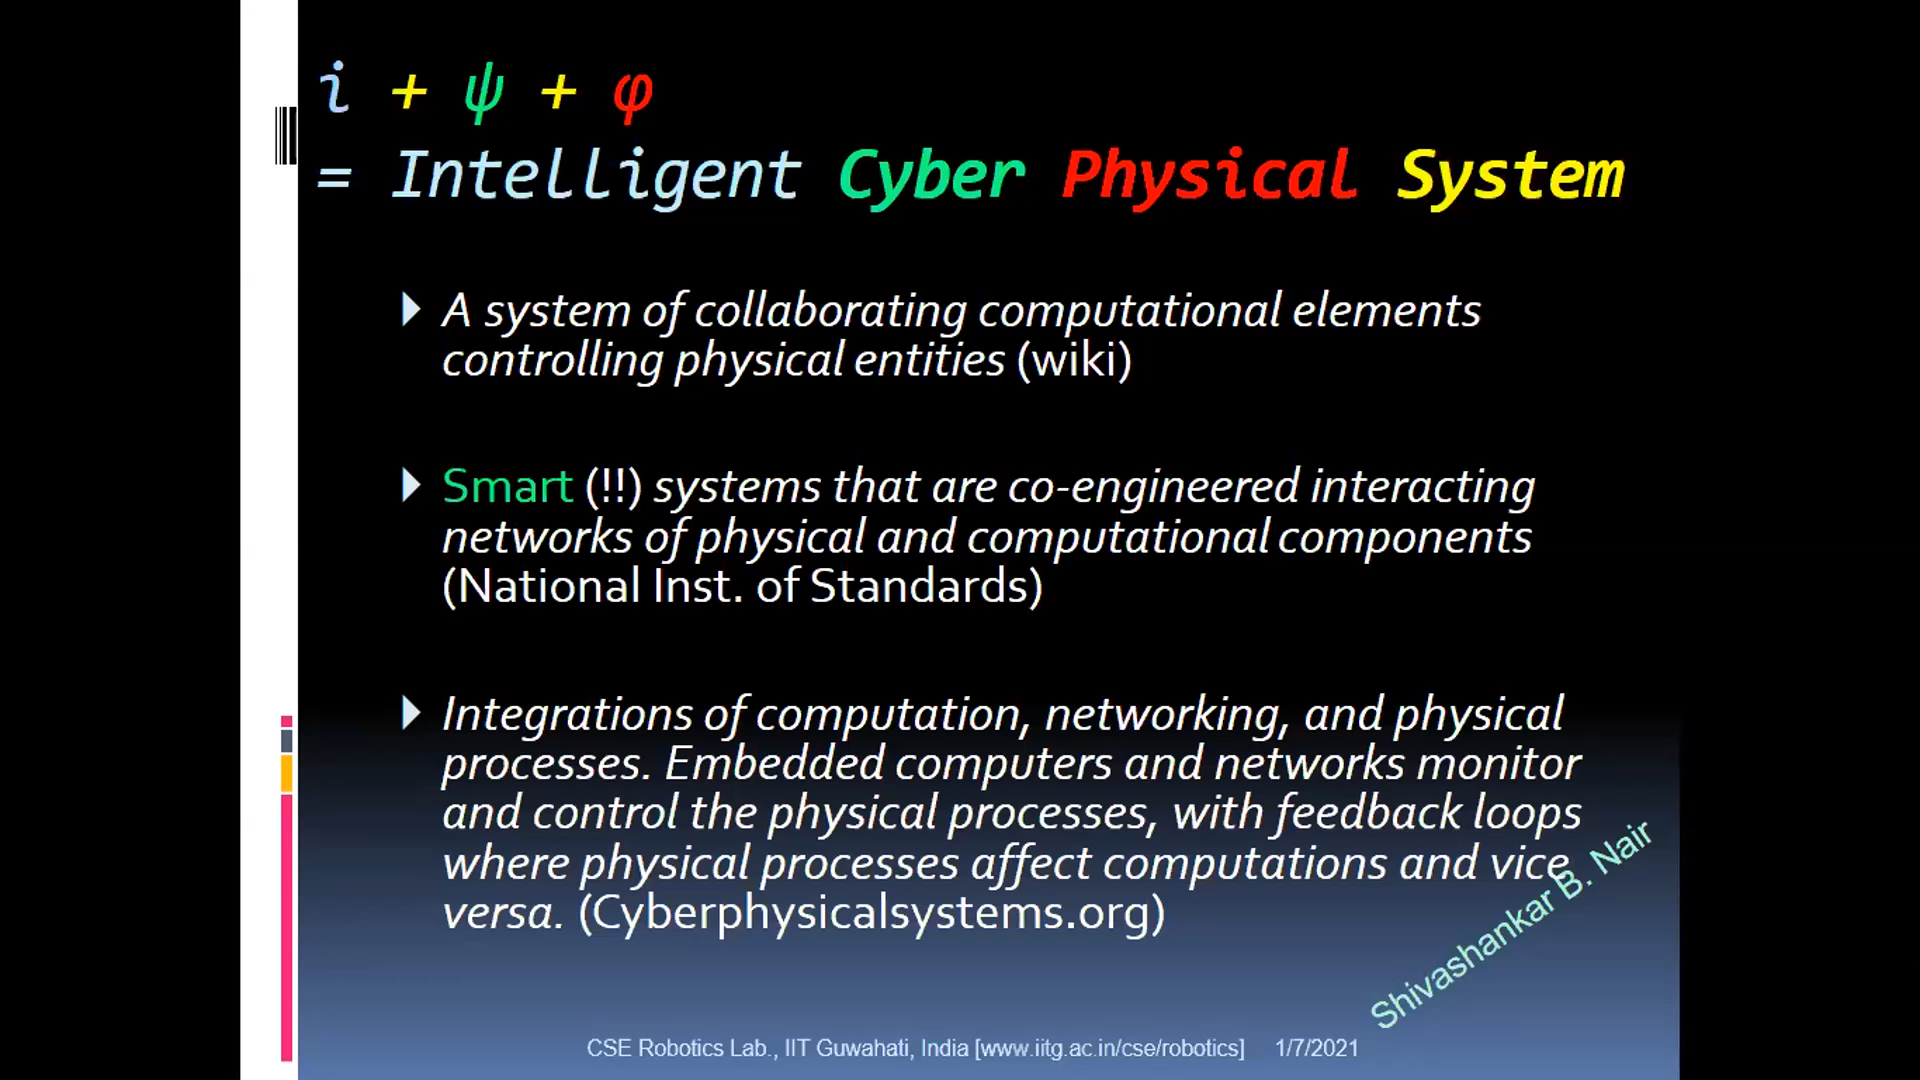 i + ψ + φ
= Intelligent Cyber Physical System
A system of collaborating computational elements
controlling physical entities (wiki)
Smart (!!) systems that are co-engineered interacting
networks of physical and computational components
(National Inst. of Standards)
Integrations of computation, networking, and physical
processes. Embedded computers and networks monitor
and control the physical processes, with feedback loops
where physical processes affect computations and vice
versa. (Cyberphysicalsystems.org)
Shivashankar B. Nair
CSE Robotics Lab., IIT Guwahati, India [www.iitg.ac.in/cse/robotics] 1/7/2021